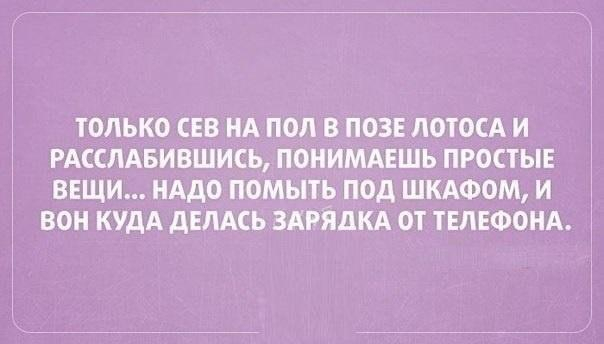 ТОЛЬКО СЕВ НА ПОЛ В ПОЗЕ ЛОТОСА И
РАССЛАБИВШИСЬ, ПОНИМАЕШЬ ПРОСТЫЕ
ВЕЩИ... НАДО ПОМЫТЬ ПОД ШКАФОМ, И
ВОН КУДА ДЕЛАСЬ ЗАРЯДКА ОТ ТЕЛЕФОНА.